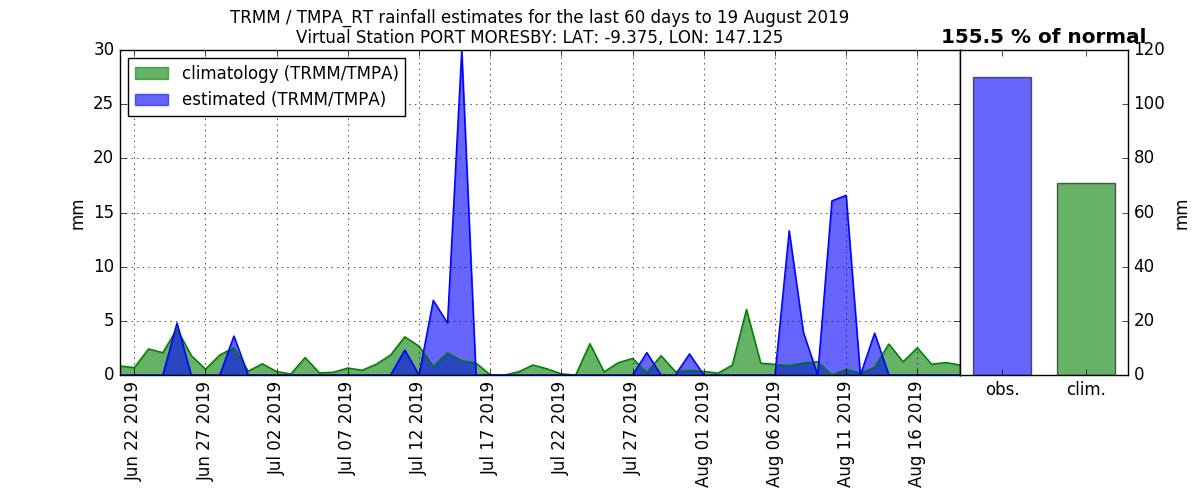 TRMM / TMPA_RT rainfall estimates for the last 60 days to 19 August 2019
Virtual Station PORT MORESBY: LAT: -9.375, LON: 147.125
155.5 % of normal
climatology (TRMM/TMPA)
estimated (TRMM/TMPA)
mm
30
25
20
15
10
5
0
Jun 22 2019
Jun 27 2019
Jul 02 2019
Jul 07 2019
Jul 12 2019
Jul 17 2019
Jul 22 2019
Jul 27 2019
Aug 01 2019
Aug 06 2019
Aug 11 2019
Aug 16 2019
obs.
clim.
120
100
80
60
40
20
0
mm